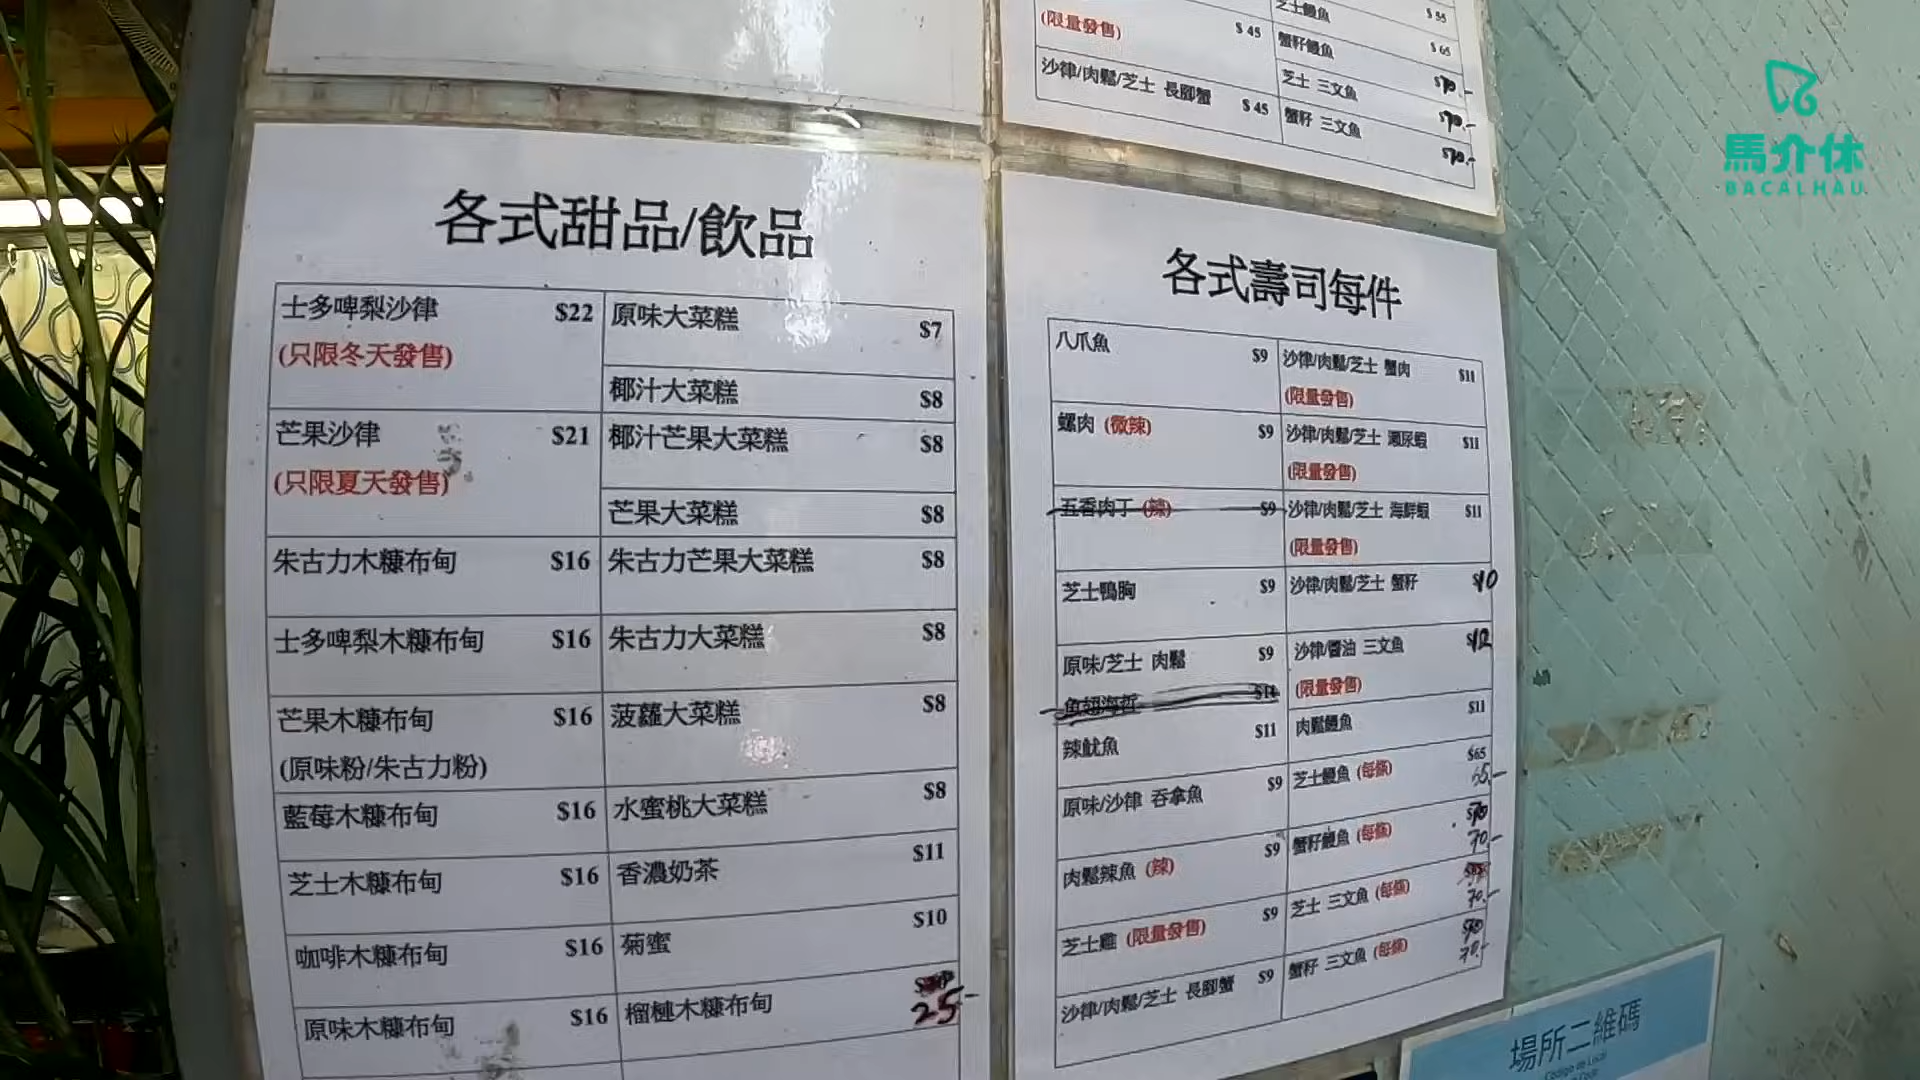 (限量發售) $45
沙律/肉鬆/芝士 長腳蟹 $45
芝士鰻魚 $55
蟹籽鰻魚 $65
芝士 三文魚 70.-
蟹籽 三文魚 70.-
馬介休
BACALHAU
各式甜品/飲品
士多啤梨沙律 $22
(只限冬天發售)
芒果沙律 $21
(只限夏天發售)
朱古力木糠布甸 $16
士多啤梨木糠布甸 $16
芒果木糠布甸 $16
(原味粉/朱古力粉)
藍莓木糠布甸 $16
芝士木糠布甸 $16
咖啡木糠布甸 $16
原味木糠布甸 $16
原味大菜糕 $7
椰汁大菜糕 $8
椰汁芒果大菜糕 $8
芒果大菜糕 $8
朱古力芒果大菜糕 $8
朱古力大菜糕 $8
菠蘿大菜糕 $8
水蜜桃大菜糕 $8
香濃奶茶 $11
菊蜜 $10
榴槤木糠布甸 25-
各式壽司每件
八爪魚 $9
螺肉 (微辣) $9
五香肉丁 (辣) $9
芝士鴨胸 $9
原味/芝士 肉鬆 $9
魚翅海哲 $11
辣魷魚 $11
原味/沙律 吞拿魚 $9
肉鬆辣魚 (辣) $9
芝士雞 (限量發售) $9
沙律/肉鬆/芝士 長腳蟹 $9
沙律/肉鬆/芝士 蟹肉 $11
(限量發售)
沙律/肉鬆/芝士 瀨尿蝦 $11
(限量發售)
沙律/肉鬆/芝士 海鮮蝦 $11
(限量發售)
沙律/肉鬆/芝士 蟹籽 $10
沙律/醬油 三文魚 $12
(限量發售)
肉鬆鰻魚 $11
芝士鰻魚 (每條) $65
蟹籽鰻魚 (每條) 70.-
芝士 三文魚 (每條) 70.-
蟹籽 三文魚 (每條) 70.-
場所二維碼
Código de Local